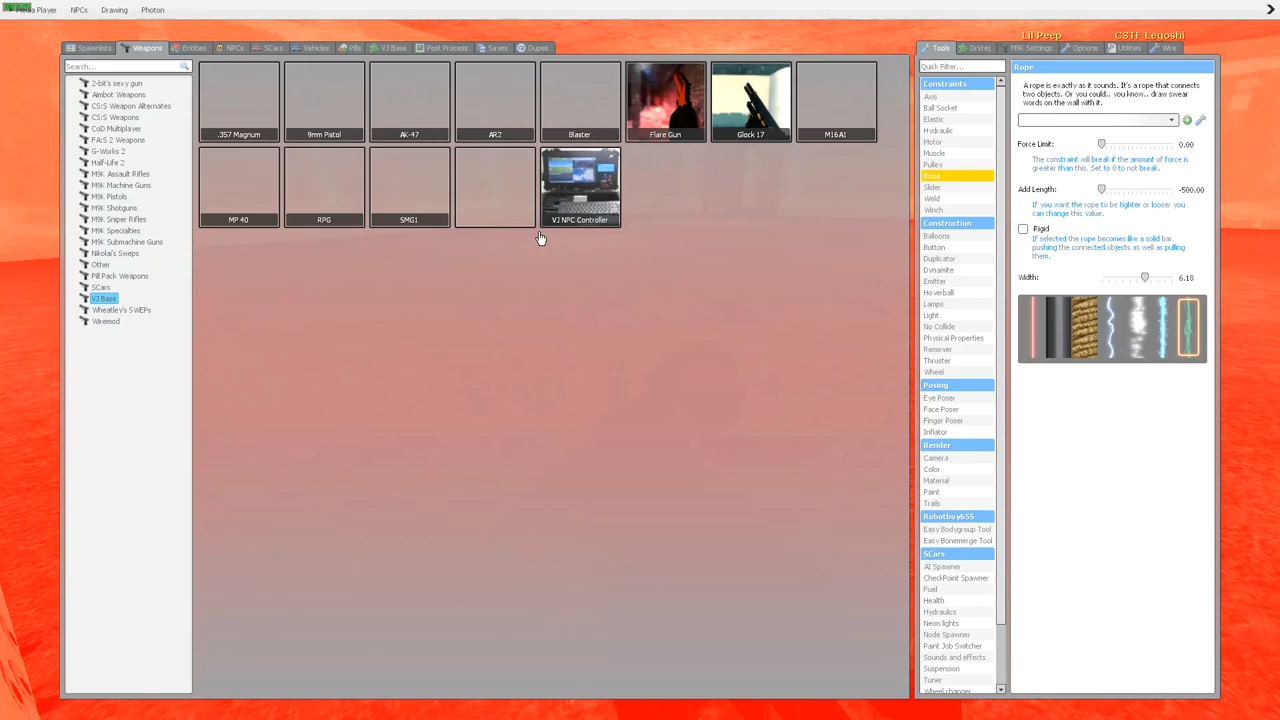 Media Player NPCs Drawing Photon
Lil Peep CSTF Legoshi
Spawnlists Weapons Entities NPCs SCars Vehicles Pills VJ Base Post Process Saves Dupes
Tools DrVrej M9K Settings Options Utilities Wire
Search...
2-bit's sexy gun
Aimbot Weapons
CS:S Weapon Alternates
CS:S Weapons
CoD Multiplayer
FA:S 2 Weapons
G-Works 2
Half-Life 2
M9K Assault Rifles
M9K Machine Guns
M9K Pistols
M9K Shotguns
M9K Sniper Rifles
M9K Specialties
M9K Submachine Guns
Nikolai's Sweps
Other
Pill Pack Weapons
SCars
VJ Base
Wheatley's SWEPs
Wiremod
.357 Magnum 9mm Pistol AK-47 AR2 Blaster Flare Gun Glock 17 M16A1
MP 40 RPG SMG1 VJ NPC Controller
Quick Filter...
Constraints
Axis
Ball Socket
Elastic
Hydraulic
Motor
Muscle
Pulley
Rope
Slider
Weld
Winch
Construction
Balloons
Button
Duplicator
Dynamite
Emitter
Hoverball
Lamps
Light
No Collide
Physical Properties
Remover
Thruster
Wheel
Posing
Eye Poser
Face Poser
Finger Poser
Inflator
Render
Camera
Color
Material
Paint
Trails
Robotboy655
Easy Bodygroup Tool
Easy Bonemerge Tool
SCars
AI Spawner
CheckPoint Spawner
Fuel
Health
Hydraulics
Neon lights
Node Spawner
Paint Job Switcher
Sounds and effects
Suspension
Tuner
Wheel changer
Rope
A rope is exactly as it sounds. It's a rope that connects
two objects. Or you could.. you know.. draw swear
words on the wall with it.
Force Limit: 0.00
The constraint will break if the amount of force is
greater than this. Set to 0 to not break.
Add Length: -500.00
If you want the rope to be tighter or looser you
can change this value.
Rigid
If selected the rope becomes like a solid bar,
pushing the connected objects as well as pulling
them.
Width: 6.18